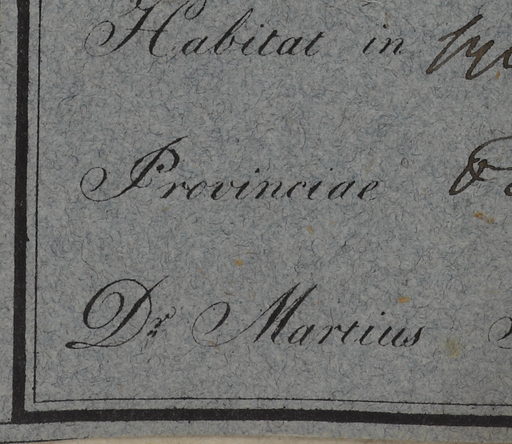 Habitat in
Provinciae
Dr Martius